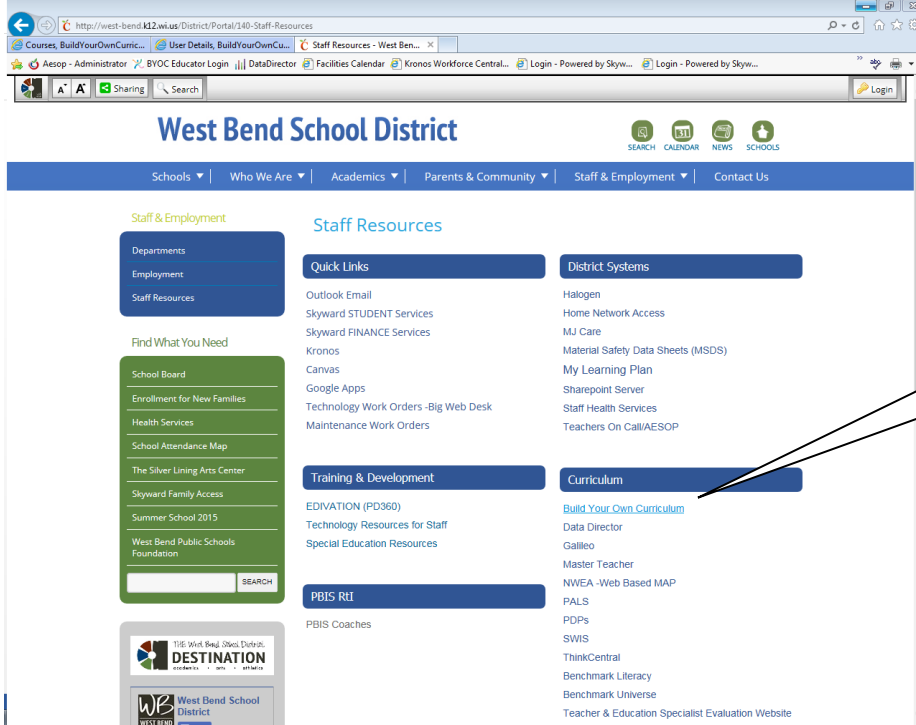 http://west-bend.k12.wi.us/District/Portal/140-Staff-Resources
Courses, BuildYourOwnCurric...
User Details, BuildYourOwnCu...
Staff Resources - West Ben...
Aesop - Administrator
BYOC Educator Login
DataDirector
Facilities Calendar
Kronos Workforce Central...
Login - Powered by Skyw...
Login - Powered by Skyw...
A- A+ Sharing Search Login
West Bend School District
SEARCH CALENDAR NEWS SCHOOLS
Schools Who We Are Academics Parents & Community Staff & Employment Contact Us
Staff & Employment
Departments
Employment
Staff Resources
Find What You Need
School Board
Enrollment for New Families
Health Services
School Attendance Map
The Silver Lining Arts Center
Skyward Family Access
Summer School 2015
West Bend Public Schools
Foundation
SEARCH
THE West Bend School District
DESTINATION
academics • arts • athletics
WB
WEST BEND
West Bend School
District
Staff Resources
Quick Links
Outlook Email
Skyward STUDENT Services
Skyward FINANCE Services
Kronos
Canvas
Google Apps
Technology Work Orders -Big Web Desk
Maintenance Work Orders
Training & Development
EDIVATION (PD360)
Technology Resources for Staff
Special Education Resources
PBIS RtI
PBIS Coaches
District Systems
Halogen
Home Network Access
MJ Care
Material Safety Data Sheets (MSDS)
My Learning Plan
Sharepoint Server
Staff Health Services
Teachers On Call/AESOP
Curriculum
Build Your Own Curriculum
Data Director
Galileo
Master Teacher
NWEA -Web Based MAP
PALS
PDPs
SWIS
ThinkCentral
Benchmark Literacy
Benchmark Universe
Teacher & Education Specialist Evaluation Website